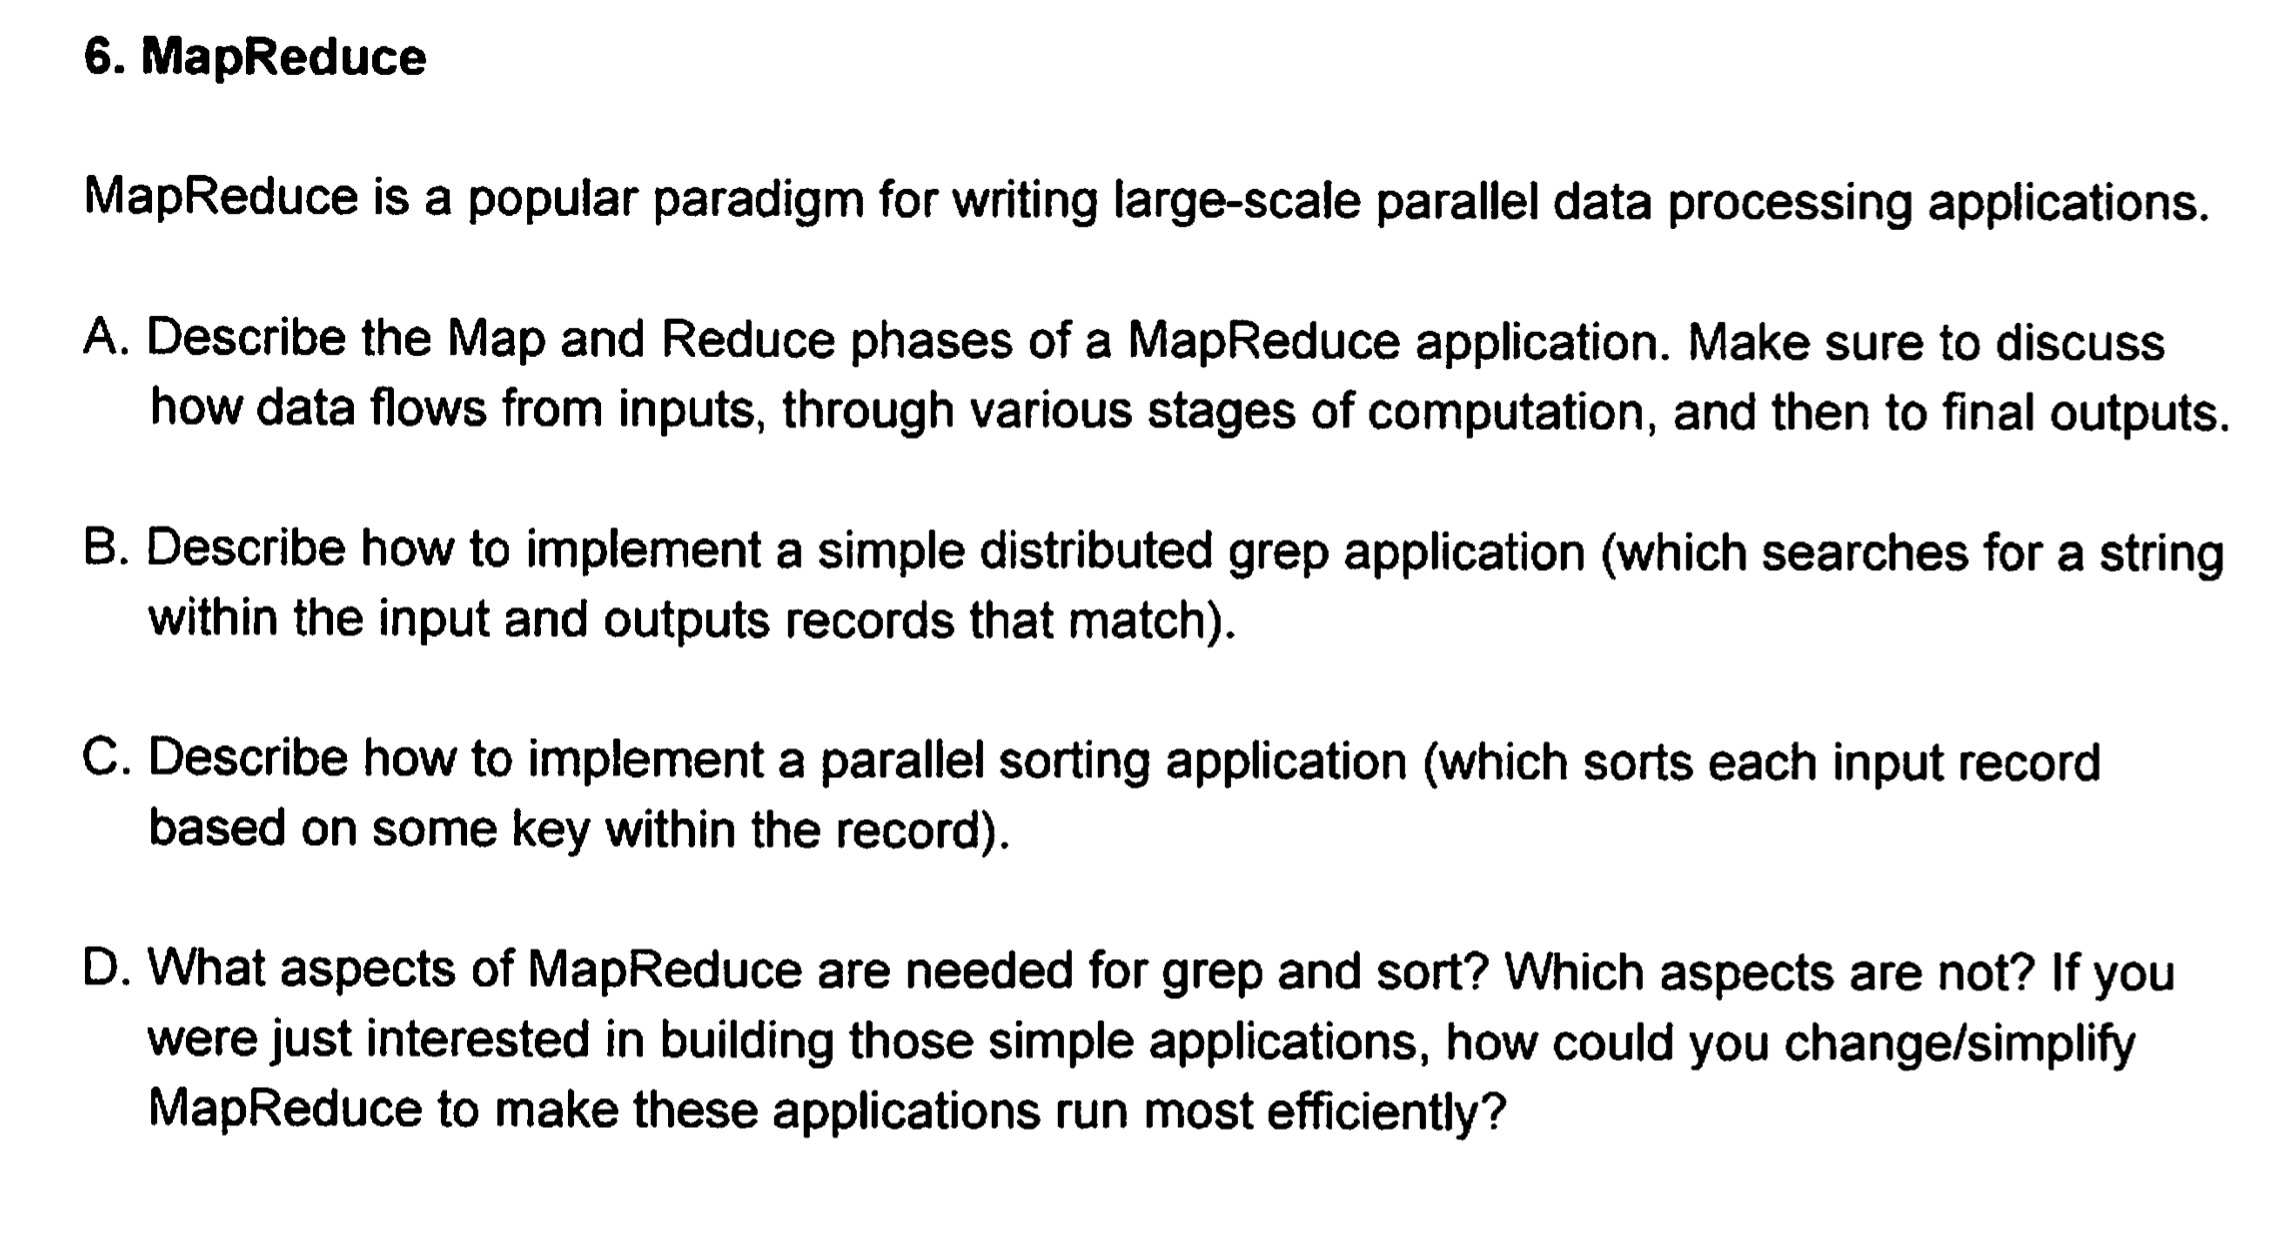 6. MapReduce
MapReduce is a popular paradigm for writing large-scale parallel data processing applications.
A. Describe the Map and Reduce phases of a MapReduce application. Make sure to discuss
how data flows from inputs, through various stages of computation, and then to final outputs.
B. Describe how to implement a simple distributed grep application (which searches for a string
within the input and outputs records that match).
C. Describe how to implement a parallel sorting application (which sorts each input record
based on some key within the record).
D. What aspects of MapReduce are needed for grep and sort? Which aspects are not? If you
were just interested in building those simple applications, how could you change/simplify
MapReduce to make these applications run most efficiently?